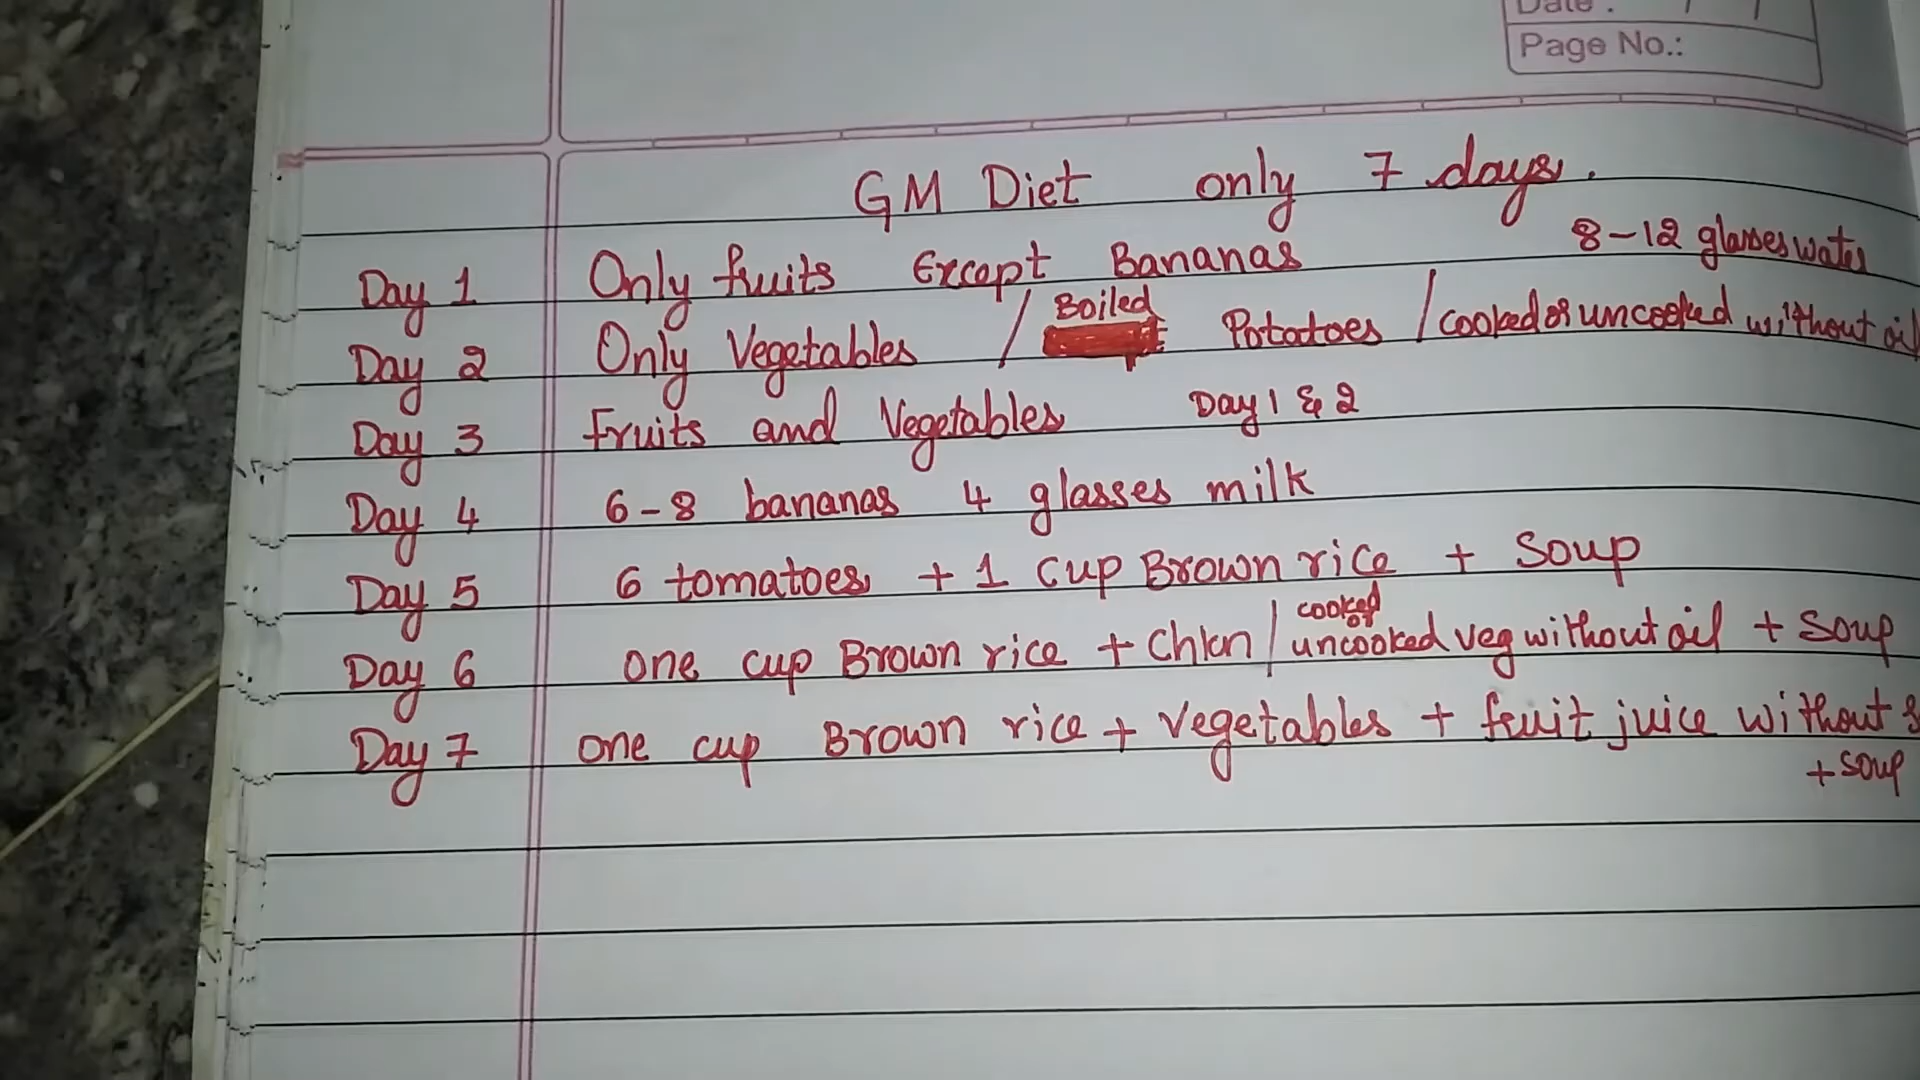 Date : / /
Page No.:
GM Diet only 7 days.
8-12 glasses water
Day 1 Only fruits Except Bananas
Day 2 Only Vegetables / Boiled Potatoes / cooked or uncooked without oil
Day 3 Fruits and Vegetables Day 1 & 2
Day 4 6-8 bananas 4 glasses milk
Day 5 6 tomatoes + 1 cup Brown rice + Soup
Day 6 one cup Brown rice + Chkn / cooked or uncooked veg without oil + Soup
Day 7 one cup Brown rice + Vegetables + fruit juice without
+ Soup